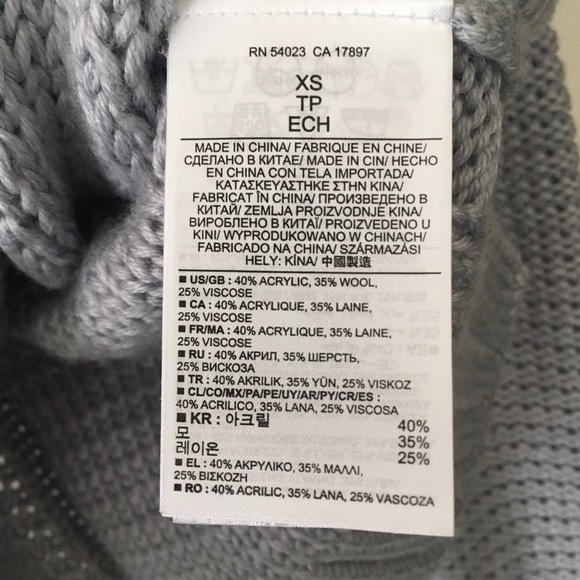 RN 54023 CA 17897
XS
TP
ECH
MADE IN CHINA/ FABRIQUE EN CHINE/
СДЕЛАНО В КИТАЕ/ MADE IN CIN/ HECHO
EN CHINA CON TELA IMPORTADA/
ΚΑΤΑΣΚΕΥΑΣΤΗΚΕ ΣΤΗΝ ΚΙΝΑ/
FABRICAT ÎN CHINA/ ПРОИЗВЕДЕНО В
КИТАЙ/ ZEMLJA PROIZVODNJE KINA/
ВИРОБЛЕНО В КИТАЇ/ PROIZVEDENO U
KINI/ WYPRODUKOWANO W CHINACH/
FABRICADO NA CHINA/ SZÁRMAZÁSI
HELY: KÍNA/ 中國製造
■ US/GB : 40% ACRYLIC, 35% WOOL,
25% VISCOSE
■ CA : 40% ACRYLIQUE, 35% LAINE,
25% VISCOSE
■ FR/MA : 40% ACRYLIQUE, 35% LAINE,
25% VISCOSE
■ RU : 40% АКРИЛ, 35% ШЕРСТЬ,
25% ВИСКОЗА
■ TR : 40% AKRILIK, 35% YÜN, 25% VISKOZ
■ CL/CO/MX/PA/PE/UY/AR/PY/CR/ES :
40% ACRILICO, 35% LANA, 25% VISCOSA
■ KR : 아크릴 40%
모 35%
레이온 25%
■ EL : 40% ΑΚΡΥΛΙΚΟ, 35% ΜΑΛΛΙ,
25% ΒΙΣΚΟΖΗ
■ RO : 40% ACRILIC, 35% LANA, 25% VASCOZA